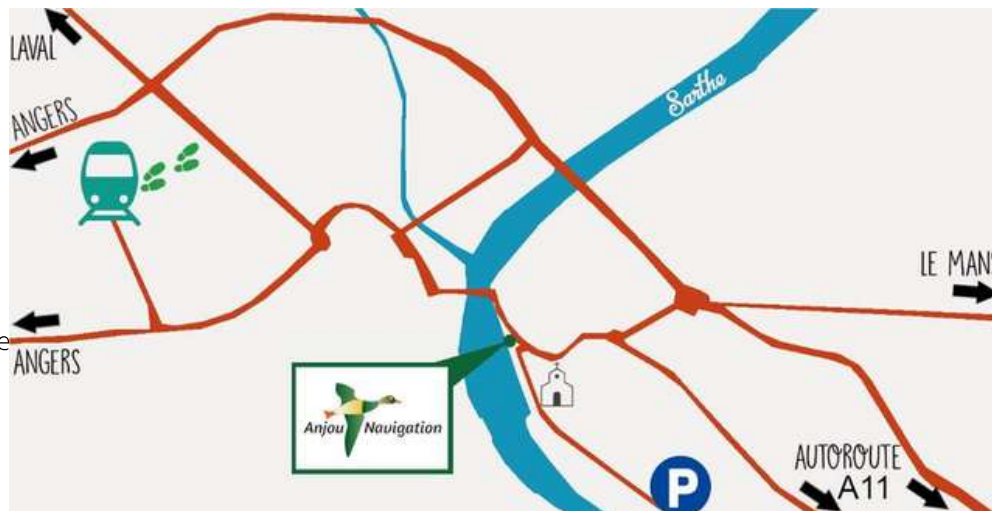 LAVAL
ANGERS
Sarthe
LE MANS
e
ANGERS
Anjou Navigation
AUTOROUTE
A11
P